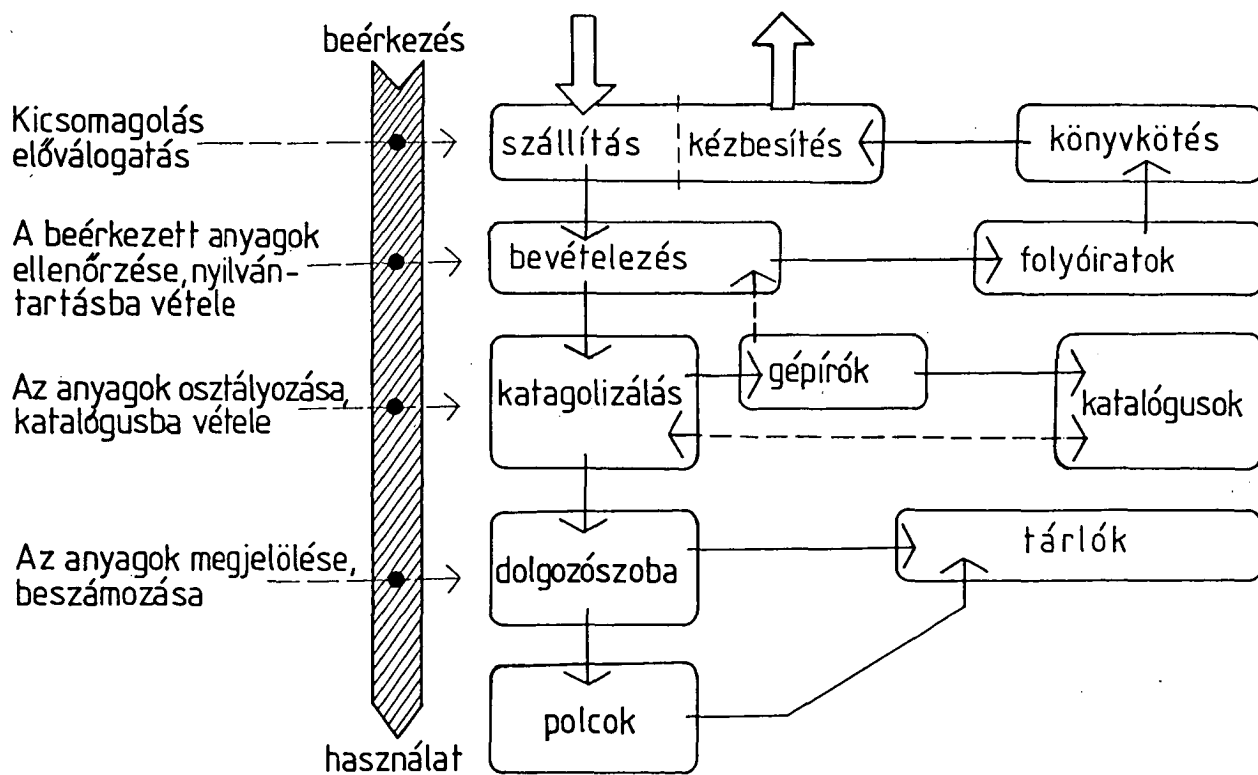 beérkezés
Kicsomagolás
előválogatás
szállítás
kézbesítés
könyvkötés
A beérkezett anyagok
ellenőrzése, nyilván-
tartásba vétele
bevételezés
folyóiratok
Az anyagok osztályozása,
katalógusba vétele
katagolizálás
gépírók
katalógusok
Az anyagok megjelölése,
beszámozása
dolgozószoba
tárlók
polcok
használat